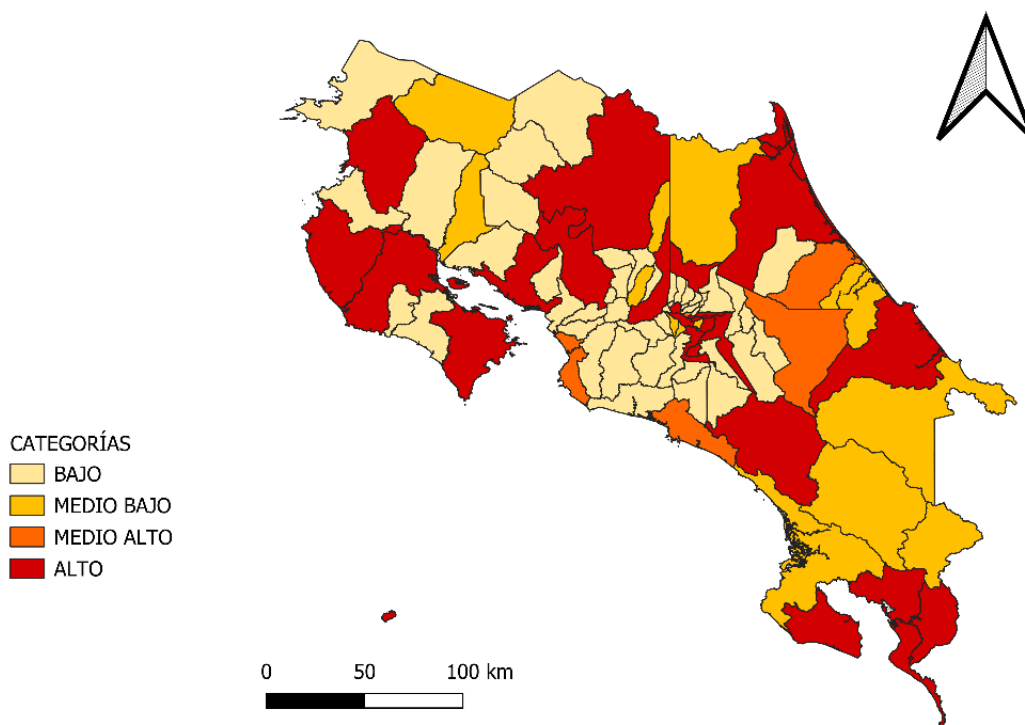 CATEGORÍAS
BAJO
MEDIO BAJO
MEDIO ALTO
ALTO
0 50 100 km